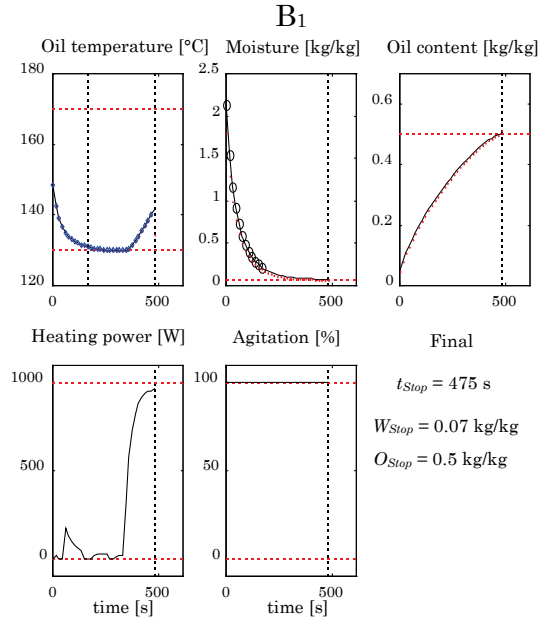 B1
Oil temperature [°C]
Moisture [kg/kg]
Oil content [kg/kg]
180
170
150
130
120
0
500
2.5
2
1.5
1
0.5
0
0
500
0.6
0.4
0.2
0
0
500
Heating power [W]
Agitation [%]
Final
1000
500
0
0
500
time [s]
100
50
0
0
500
time [s]
tStop = 475 s
WStop = 0.07 kg/kg
OStop = 0.5 kg/kg